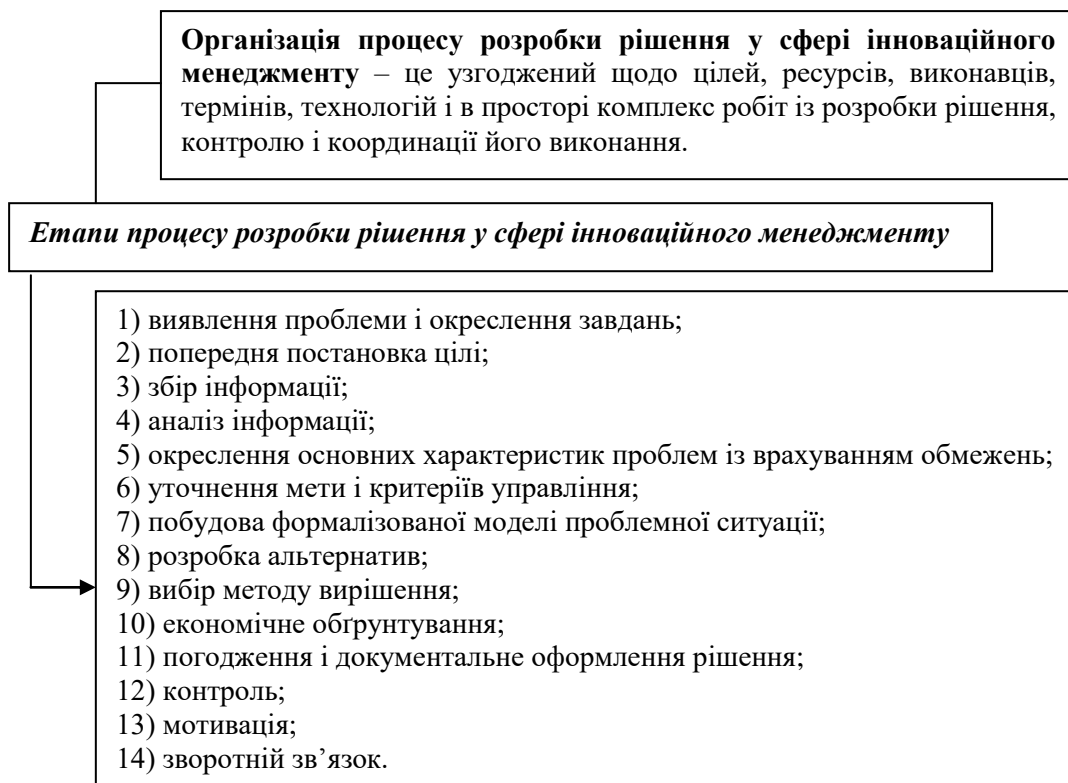 Організація процесу розробки рішення у сфері інноваційного
менеджменту – це узгоджений щодо цілей, ресурсів, виконавців,
термінів, технологій і в просторі комплекс робіт із розробки рішення,
контролю і координації його виконання.
Етапи процесу розробки рішення у сфері інноваційного менеджменту
1) виявлення проблеми і окреслення завдань;
2) попередня постановка цілі;
3) збір інформації;
4) аналіз інформації;
5) окреслення основних характеристик проблем із врахуванням обмежень;
6) уточнення мети і критеріїв управління;
7) побудова формалізованої моделі проблемної ситуації;
8) розробка альтернатив;
9) вибір методу вирішення;
10) економічне обґрунтування;
11) погодження і документальне оформлення рішення;
12) контроль;
13) мотивація;
14) зворотній зв’язок.